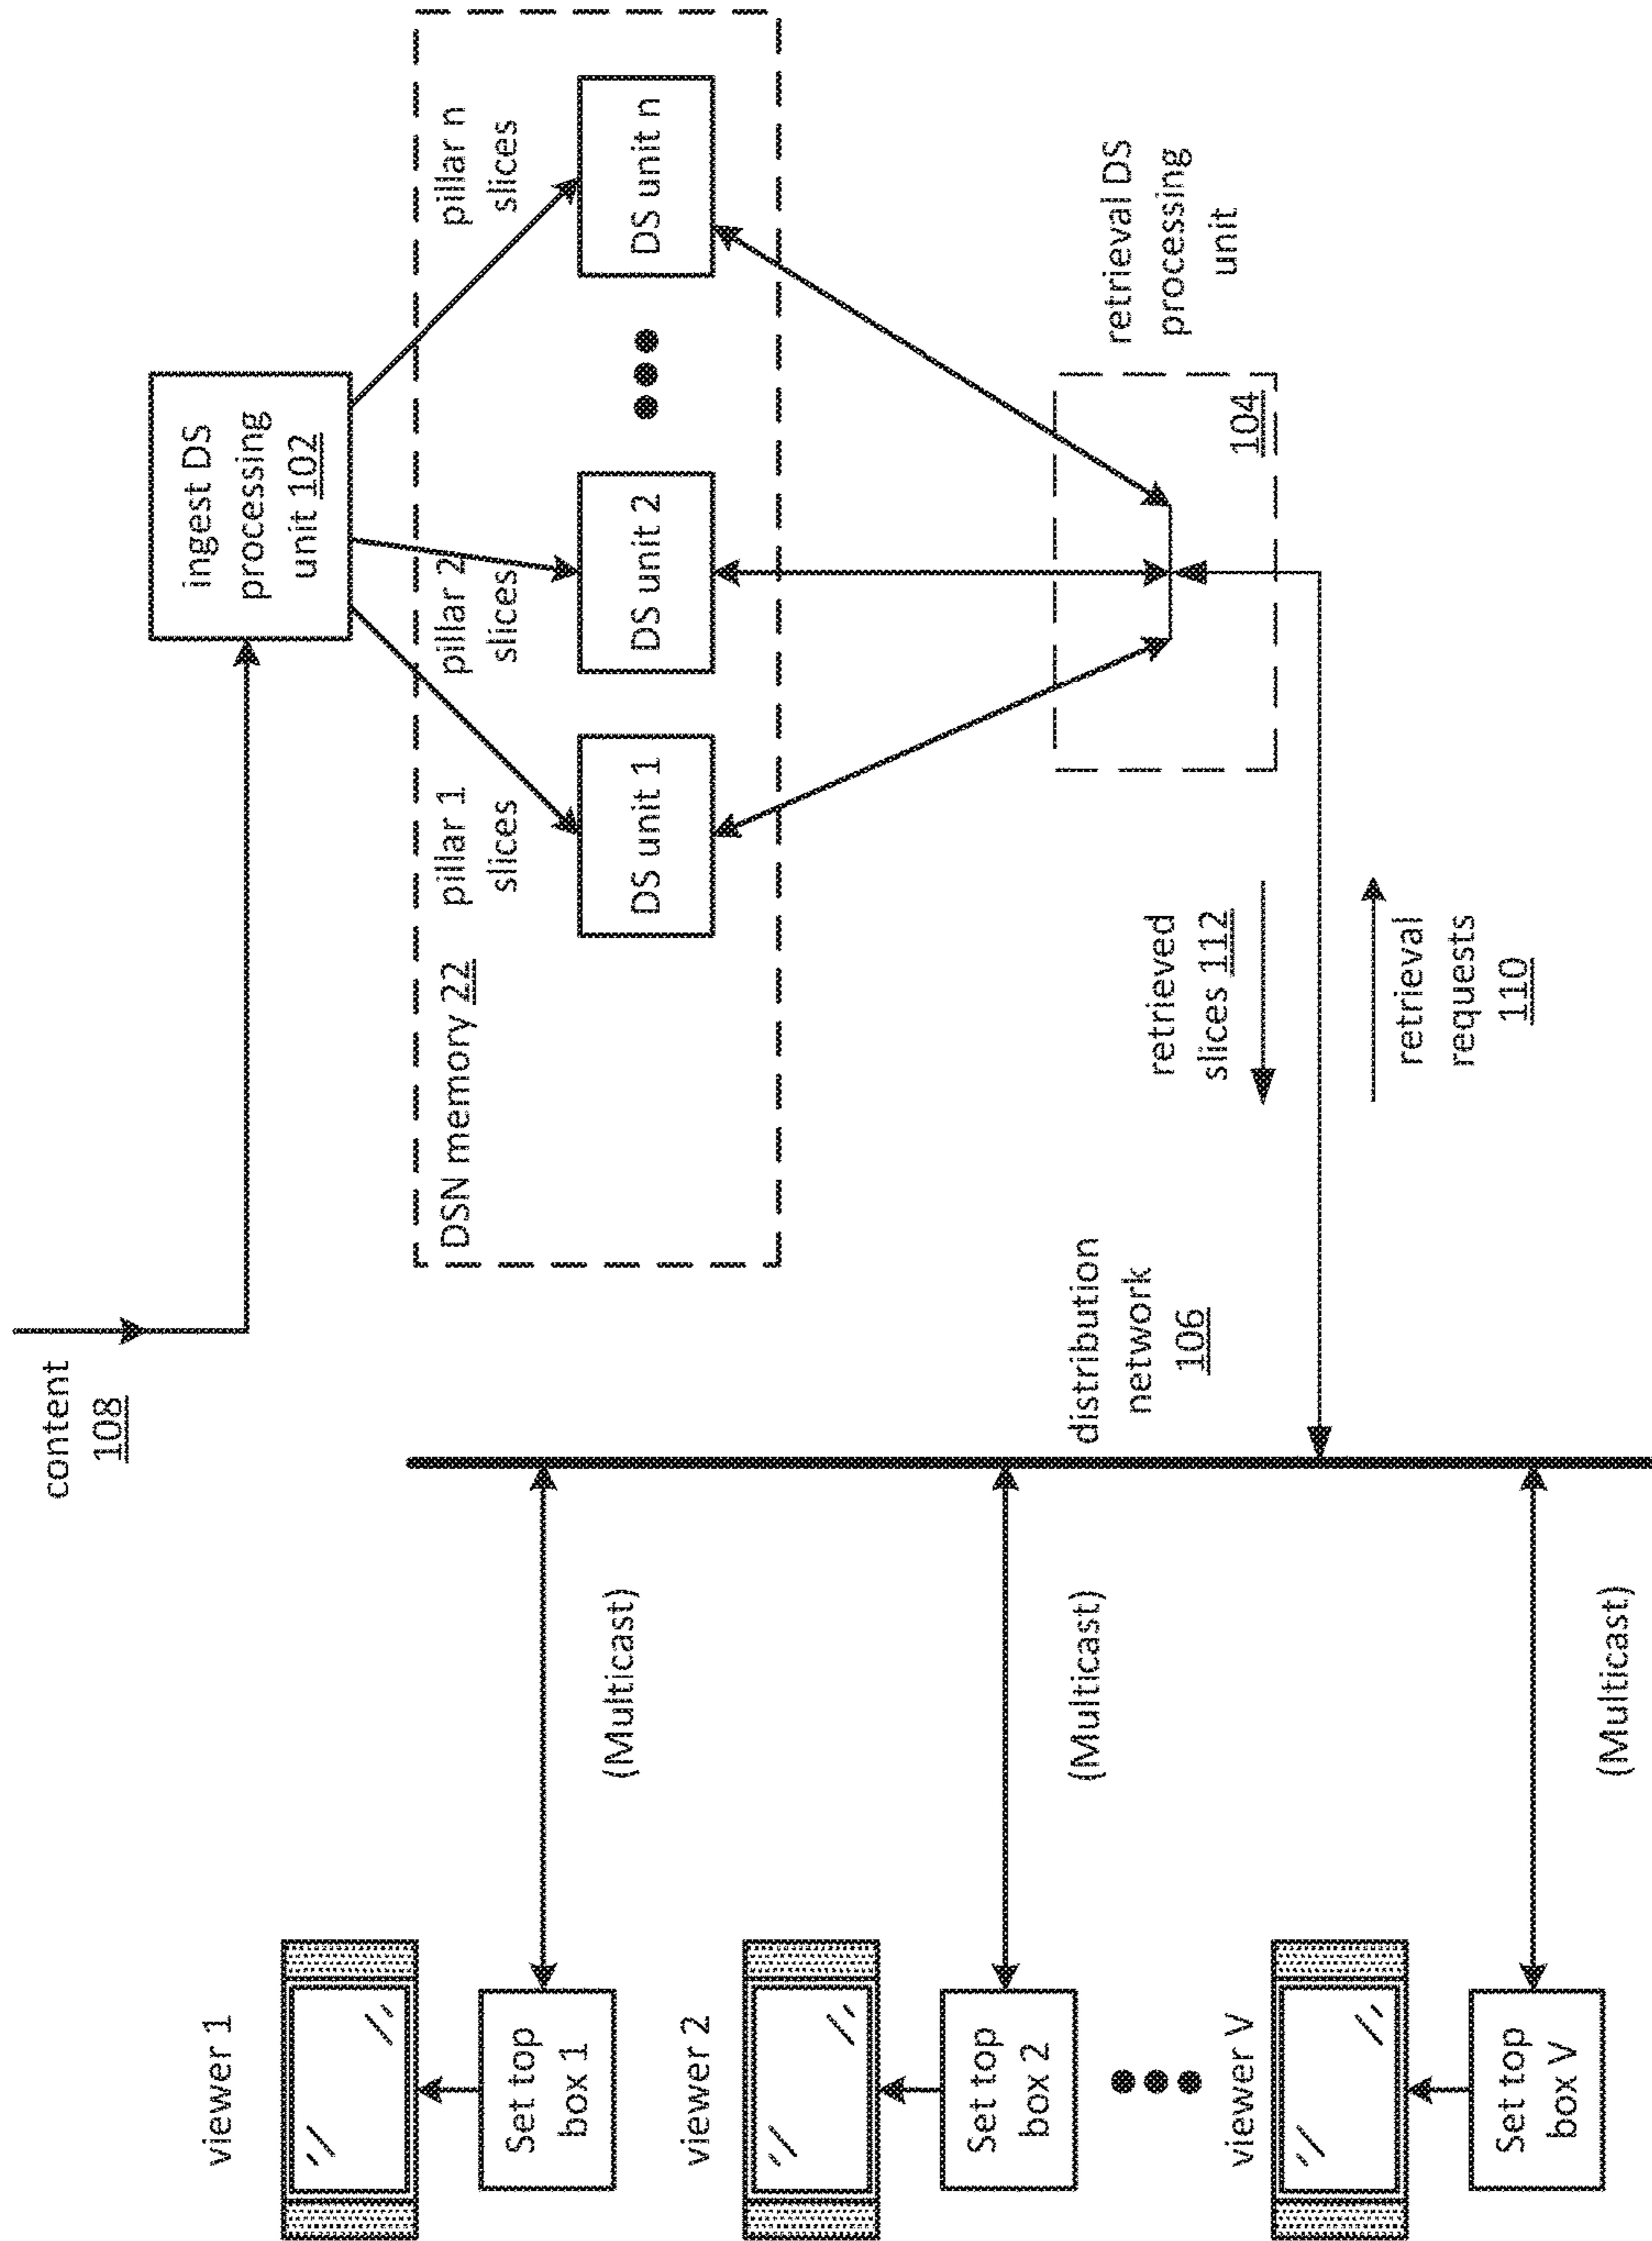 content
108
ingest DS
processing
unit 102
DSN memory 22
pillar 1
slices
pillar 2
slices
pillar n
slices
DS unit 1
DS unit 2
DS unit n
retrieval DS
processing
unit
104
retrieved
slices 112
retrieval
requests
110
distribution
network
106
viewer 1
Set top
box 1
(Multicast)
viewer 2
Set top
box 2
(Multicast)
viewer V
Set top
box V
(Multicast)